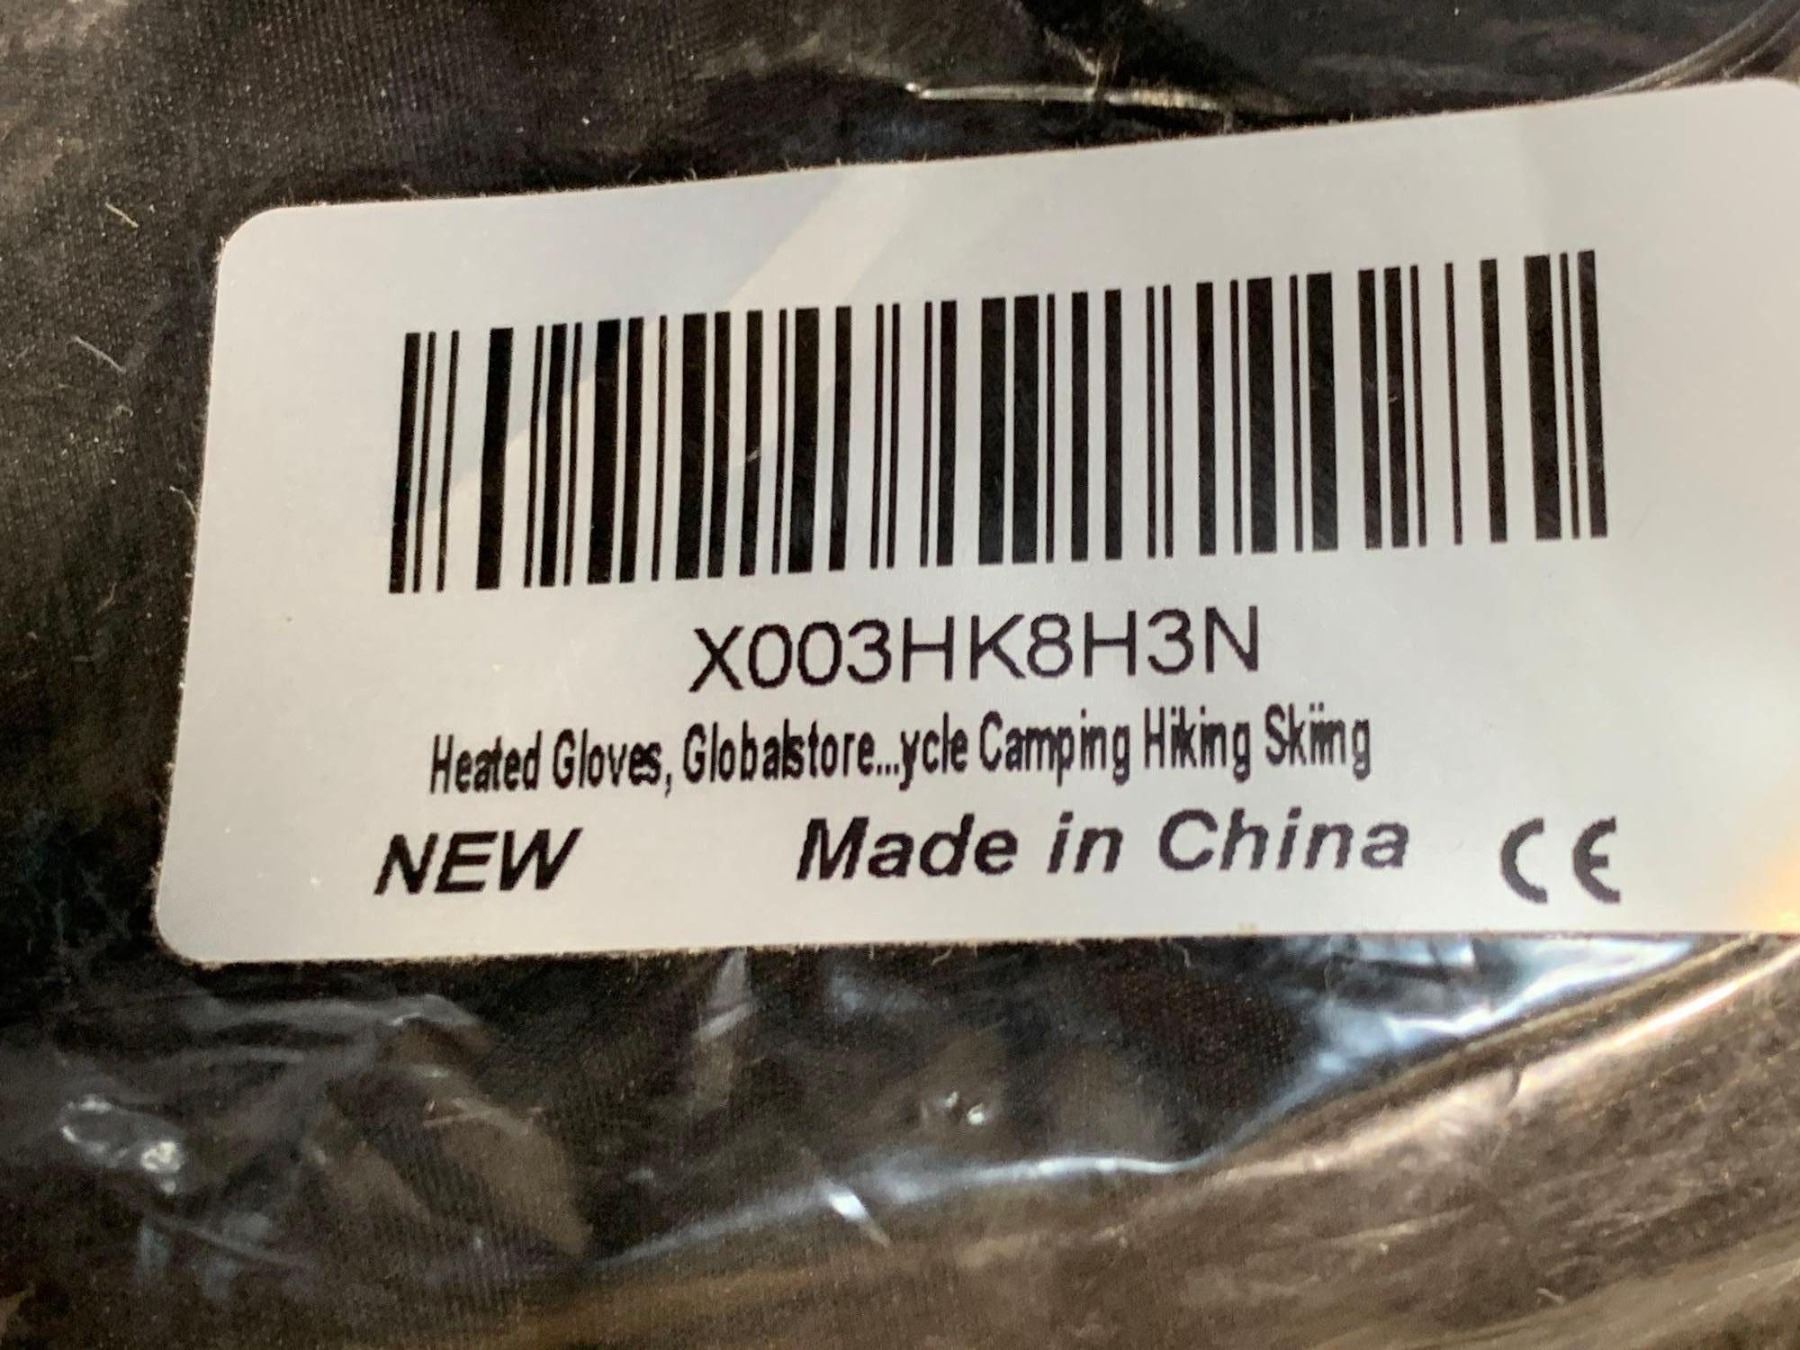 X003HK8H3N
Heated Gloves, Globalstore...ycle Camping Hiking Skiing
NEW Made in China CE